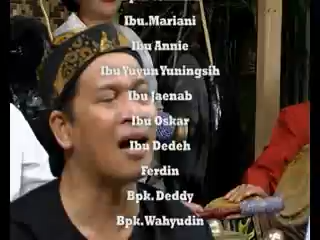 Ibu.Mariani
Ibu Annie
Ibu Yuyun Yuningsih
Ibu Jaenab
Ibu Oskar
Ibu Dedeh
Ferdin
Bpk. Deddy
Bpk.Wahyudin